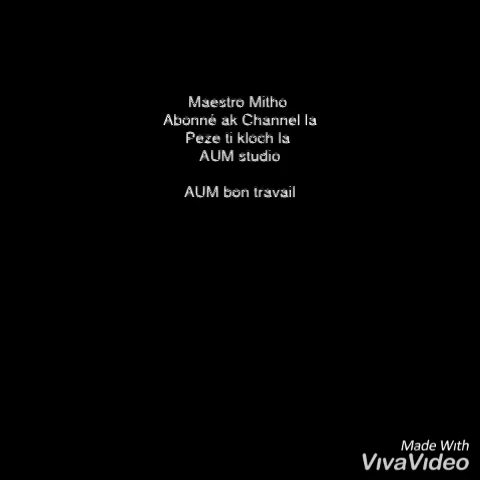 Maestro Mitho
Abonné ak Channel la
Peze ti kloch la
AUM studio
AUM bon travail
Made With
VivaVideo